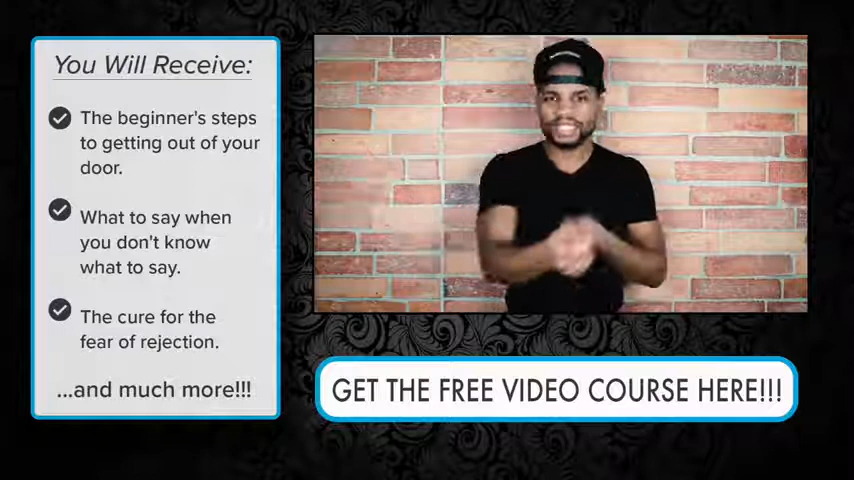 You Will Receive:
The beginner's steps
to getting out of your
door.
What to say when
you don't know
what to say.
The cure for the
fear of rejection.
...and much more!!!
GET THE FREE VIDEO COURSE HERE!!!